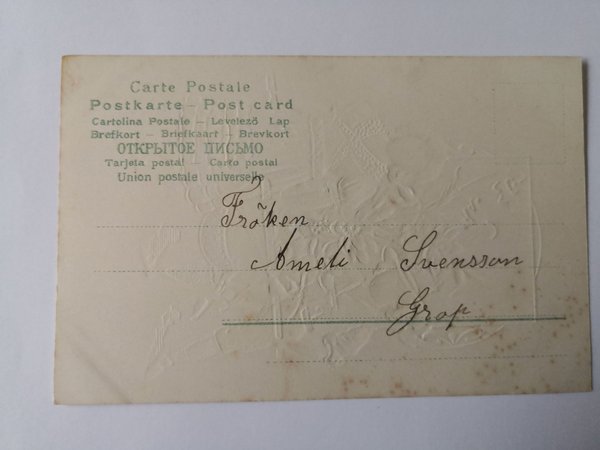 Carte Postale
Postkarte – Post card
Cartolina Postale – Levelező Lap
Brefkort – Briefkaart – Brevkort
ОТКРЫТОЕ ПИСЬМО
Tarjeta postal – Carto postal
Union postale universelle
Fröken
Ameli Svensson
Grop